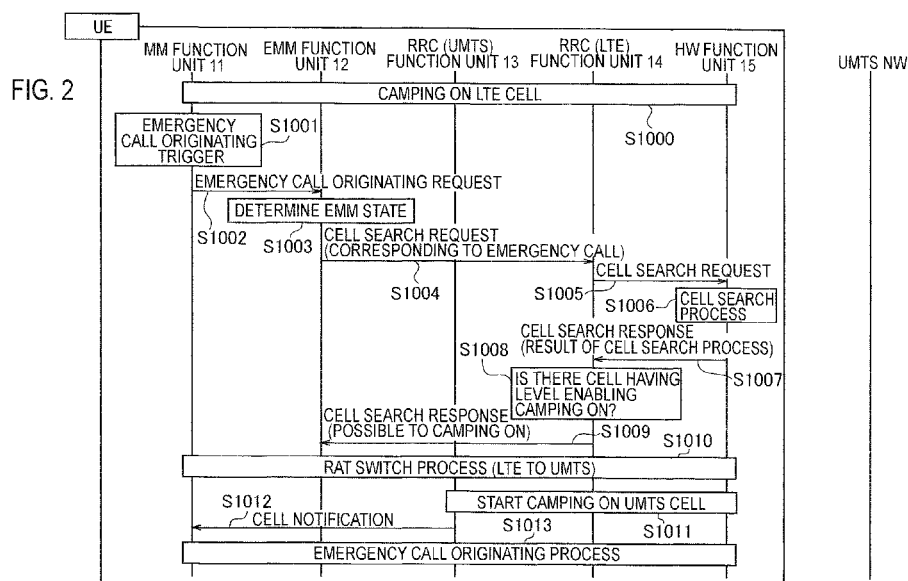 UE
MM FUNCTION
UNIT 11
EMM FUNCTION
UNIT 12
RRC (UMTS)
FUNCTION UNIT 13
RRC (LTE)
FUNCTION UNIT 14
HW FUNCTION
UNIT 15
UMTS NW
FIG. 2
CAMPING ON LTE CELL
S1000
EMERGENCY
CALL ORIGINATING
TRIGGER
S1001
EMERGENCY CALL ORIGINATING REQUEST
S1002
DETERMINE EMM STATE
S1003
CELL SEARCH REQUEST
(CORRESPONDING TO EMERGENCY CALL)
S1004
CELL SEARCH REQUEST
S1005
S1006
CELL SEARCH
PROCESS
CELL SEARCH RESPONSE
(RESULT OF CELL SEARCH PROCESS)
S1007
S1008
IS THERE CELL HAVING
LEVEL ENABLING
CAMPING ON?
CELL SEARCH RESPONSE
(POSSIBLE TO CAMPING ON)
S1009
S1010
RAT SWITCH PROCESS (LTE TO UMTS)
START CAMPING ON UMTS CELL
S1011
S1012
CELL NOTIFICATION
S1013
EMERGENCY CALL ORIGINATING PROCESS